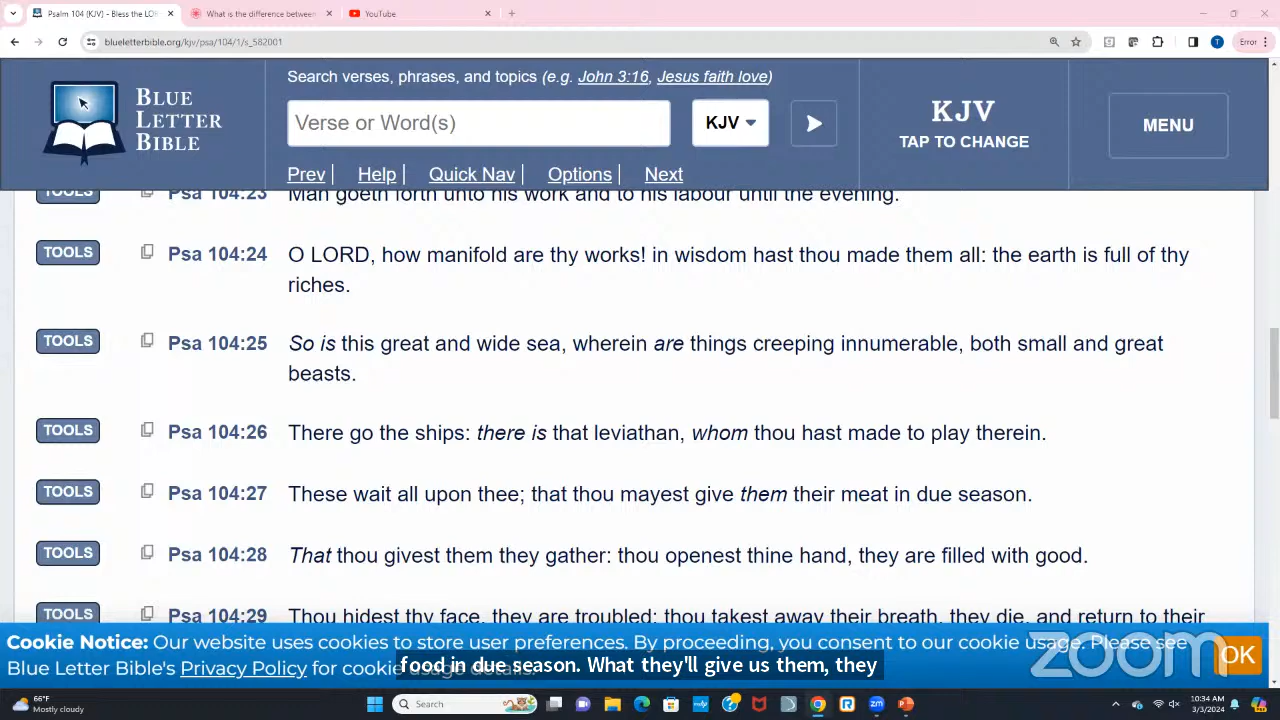 Psalm 104 (KJV) - Bless the LO
What is the difference between
YouTube
blueletterbible.org/kjv/psa/104/1/s_582001
T
Error
BLUE
LETTER
BIBLE
Search verses, phrases, and topics (e.g. John 3:16, Jesus faith love)
Verse or Word(s)
KJV
KJV
TAP TO CHANGE
MENU
Prev | Help | Quick Nav | Options | Next
TOOLS Psa 104:23 Man goeth forth unto his work and to his labour until the evening.
TOOLS Psa 104:24 O LORD, how manifold are thy works! in wisdom hast thou made them all: the earth is full of thy
riches.
TOOLS Psa 104:25 So is this great and wide sea, wherein are things creeping innumerable, both small and great
beasts.
TOOLS Psa 104:26 There go the ships: there is that leviathan, whom thou hast made to play therein.
TOOLS Psa 104:27 These wait all upon thee; that thou mayest give them their meat in due season.
TOOLS Psa 104:28 That thou givest them they gather: thou openest thine hand, they are filled with good.
TOOLS Psa 104:29 Thou hidest thy face, they are troubled: thou takest away their breath, they die, and return to their
Cookie Notice: Our website uses cookies to store user preferences. By proceeding, you consent to our cookie usage. Please see
Blue Letter Bible's Privacy Policy for cookie usage details.
food in due season. What they'll give us them, they
zoom
OK
66°F
Mostly cloudy
Search
10:34 AM
3/3/2024